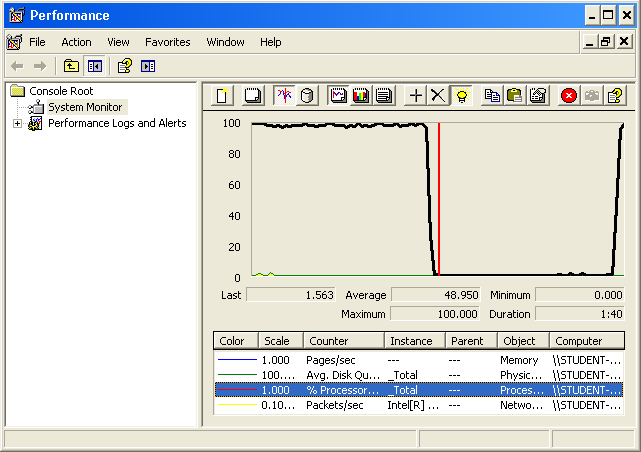 Performance
File Action View Favorites Window Help
Console Root
System Monitor
Performance Logs and Alerts
100
80
60
40
20
0
Last 1.563 Average 48.950 Minimum 0.000
Maximum 100.000 Duration 1:40
Color Scale Counter Instance Parent Object Computer
1.000 Pages/sec --- --- Memory \\STUDENT-...
100.... Avg. Disk Qu... _Total --- Physic... \\STUDENT-...
1.000 % Processor... _Total --- Proces... \\STUDENT-...
0.10... Packets/sec Intel[R] ... --- Netwo... \\STUDENT-...